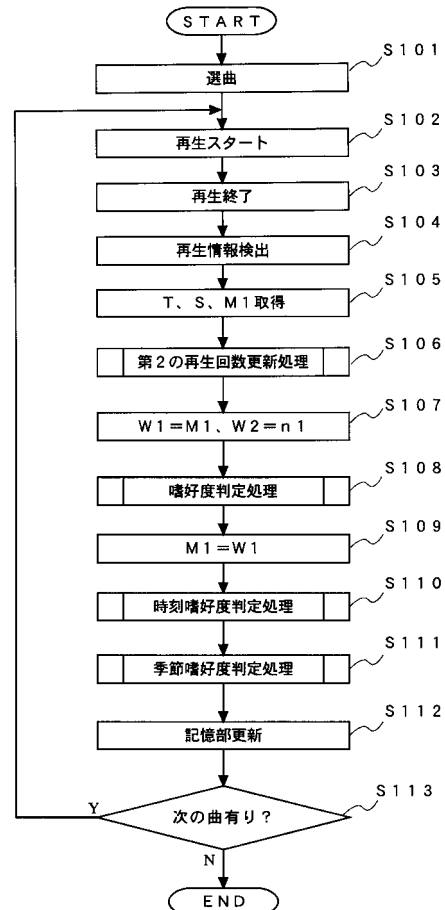 START
選曲
S101
再生スタート
S102
再生終了
S103
再生情報検出
S104
T、S、M1取得
S105
第2の再生回数更新処理
S106
W1=M1、W2=n1
S107
嗜好度判定処理
S108
M1=W1
S109
時刻嗜好度判定処理
S110
季節嗜好度判定処理
S111
記憶部更新
S112
次の曲有り?
S113
Y
N
END